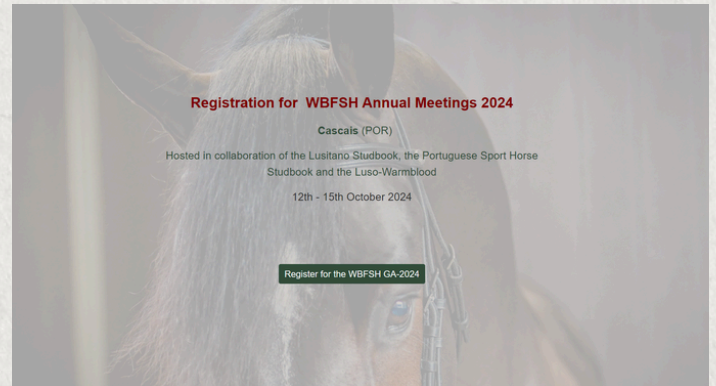 Registration for WBFSH Annual Meetings 2024
Cascais (POR)
Hosted in collaboration of the Lusitano Studbook, the Portuguese Sport Horse
Studbook and the Luso-Warmblood
12th - 15th October 2024
Register for the WBFSH GA-2024